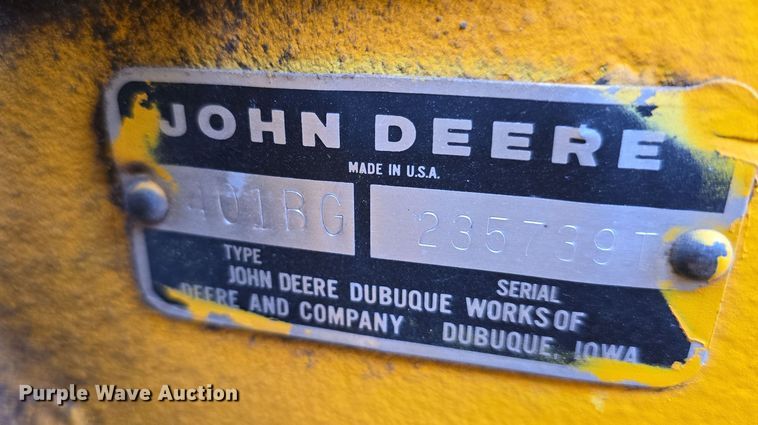 JOHN DEERE
MADE IN U.S.A.
401BG 235739T
TYPE SERIAL
JOHN DEERE DUBUQUE WORKS OF
DEERE AND COMPANY DUBUQUE, IOWA
Purple Wave Auction